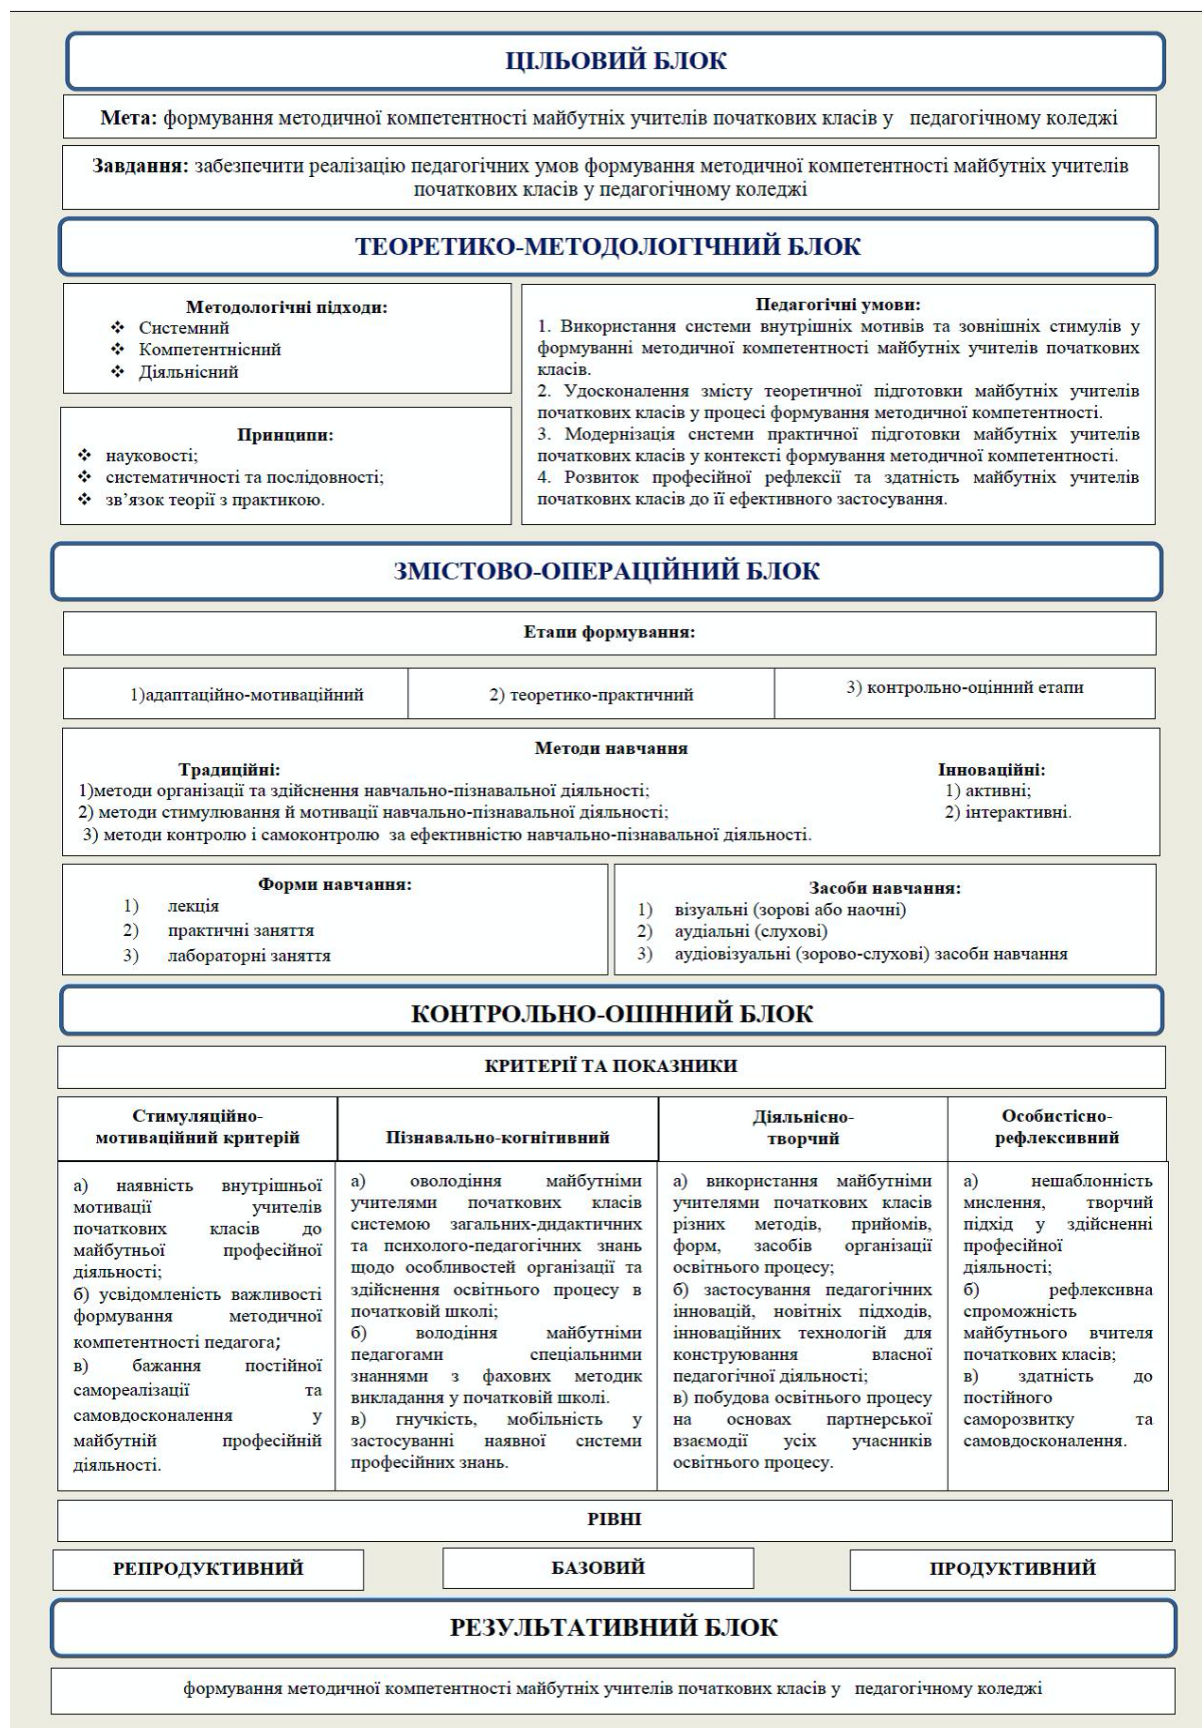 ЦІЛЬОВИЙ БЛОК
Мета: формування методичної компетентності майбутніх учителів початкових класів у педагогічному коледжі
Завдання: забезпечити реалізацію педагогічних умов формування методичної компетентності майбутніх учителів
початкових класів у педагогічному коледжі
ТЕОРЕТИКО-МЕТОДОЛОГІЧНИЙ БЛОК
Методологічні підходи:
❖ Системний
❖ Компетентнісний
❖ Діяльнісний
Принципи:
❖ науковості;
❖ систематичності та послідовності;
❖ зв’язок теорії з практикою.
Педагогічні умови:
1. Використання системи внутрішніх мотивів та зовнішніх стимулів у
формуванні методичної компетентності майбутніх учителів початкових
класів.
2. Удосконалення змісту теоретичної підготовки майбутніх учителів
початкових класів у процесі формування методичної компетентності.
3. Модернізація системи практичної підготовки майбутніх учителів
початкових класів у контексті формування методичної компетентності.
4. Розвиток професійної рефлексії та здатність майбутніх учителів
початкових класів до її ефективного застосування.
ЗМІСТОВО-ОПЕРАЦІЙНИЙ БЛОК
Етапи формування:
1)адаптаційно-мотиваційний
2) теоретико-практичний
3) контрольно-оцінний етапи
Методи навчання
Традиційні:
1)методи організації та здійснення навчально-пізнавальної діяльності;
2) методи стимулювання й мотивації навчально-пізнавальної діяльності;
3) методи контролю і самоконтролю за ефективністю навчально-пізнавальної діяльності.
Інноваційні:
1) активні;
2) інтерактивні.
Форми навчання:
1) лекція
2) практичні заняття
3) лабораторні заняття
Засоби навчання:
1) візуальні (зорові або наочні)
2) аудіальні (слухові)
3) аудіовізуальні (зорово-слухові) засоби навчання
КОНТРОЛЬНО-ОЦІННИЙ БЛОК
КРИТЕРІЇ ТА ПОКАЗНИКИ
Стимуляційно-
мотиваційний критерій
Пізнавально-когнітивний
Діяльнісно-
творчий
Особистісно-
рефлексивний
а) наявність внутрішньої
мотивації учителів
початкових класів до
майбутньої професійної
діяльності;
б) усвідомленість важливості
формування методичної
компетентності педагога;
в) бажання постійної
самореалізації та
самовдосконалення у
майбутній професійній
діяльності.
а) оволодіння майбутніми
учителями початкових класів
системою загальних-дидактичних
та психолого-педагогічних знань
щодо особливостей організації та
здійснення освітнього процесу в
початковій школі;
б) володіння майбутніми
педагогами спеціальними
знаннями з фахових методик
викладання у початковій школі.
в) гнучкість, мобільність у
застосуванні наявної системи
професійних знань.
а) використання майбутніми
учителями початкових класів
різних методів, прийомів,
форм, засобів організації
освітнього процесу;
б) застосування педагогічних
інновацій, новітніх підходів,
інноваційних технологій для
конструювання власної
педагогічної діяльності;
в) побудова освітнього процесу
на основах партнерської
взаємодії усіх учасників
освітнього процесу.
а) нешаблонність
мислення, творчий
підхід у здійсненні
професійної
діяльності;
б) рефлексивна
спроможність
майбутнього вчителя
початкових класів;
в) здатність до
постійного
саморозвитку та
самовдосконалення.
РІВНІ
РЕПРОДУКТИВНИЙ
БАЗОВИЙ
ПРОДУКТИВНИЙ
РЕЗУЛЬТАТИВНИЙ БЛОК
формування методичної компетентності майбутніх учителів початкових класів у педагогічному коледжі